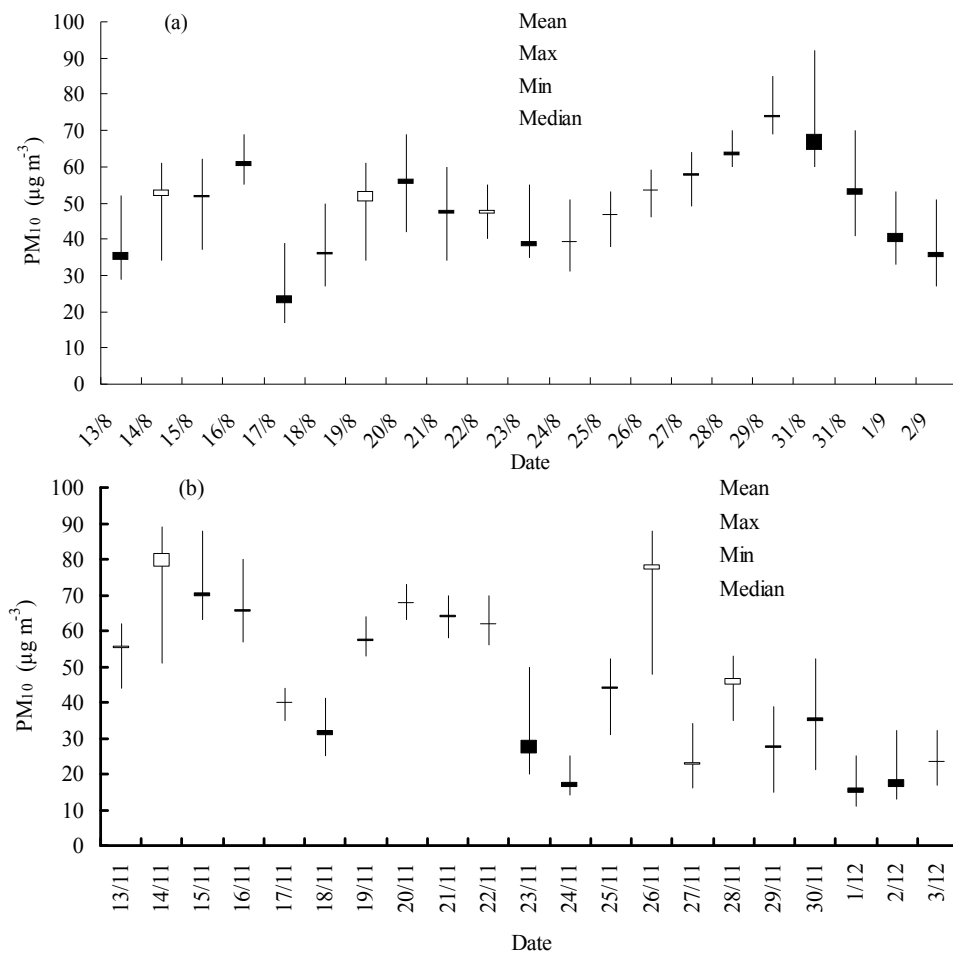 (a)
Mean
Max
Min
Median
PM10 (µg m-3)
100
90
80
70
60
50
40
30
20
10
0
13/8 14/8 15/8 16/8 17/8 18/8 19/8 20/8 21/8 22/8 23/8 24/8 25/8 26/8 27/8 28/8 29/8 31/8 31/8 1/9 2/9
Date
(b)
Mean
Max
Min
Median
PM10 (µg m-3)
100
90
80
70
60
50
40
30
20
10
0
13/11 14/11 15/11 16/11 17/11 18/11 19/11 20/11 21/11 22/11 23/11 24/11 25/11 26/11 27/11 28/11 29/11 30/11 1/12 2/12 3/12
Date